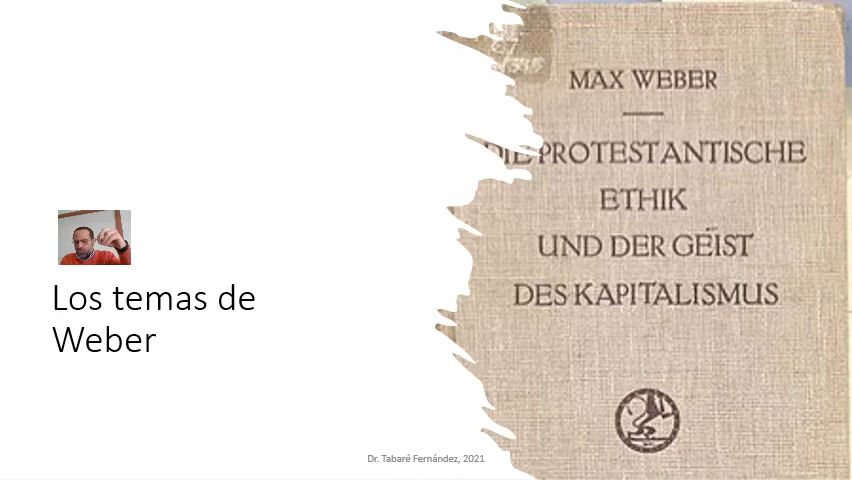 Los temas de
Weber
MAX WEBER
DIE PROTESTANTISCHE
ETHIK
UND DER GEIST
DES KAPITALISMUS
Dr. Tabaré Fernández, 2021